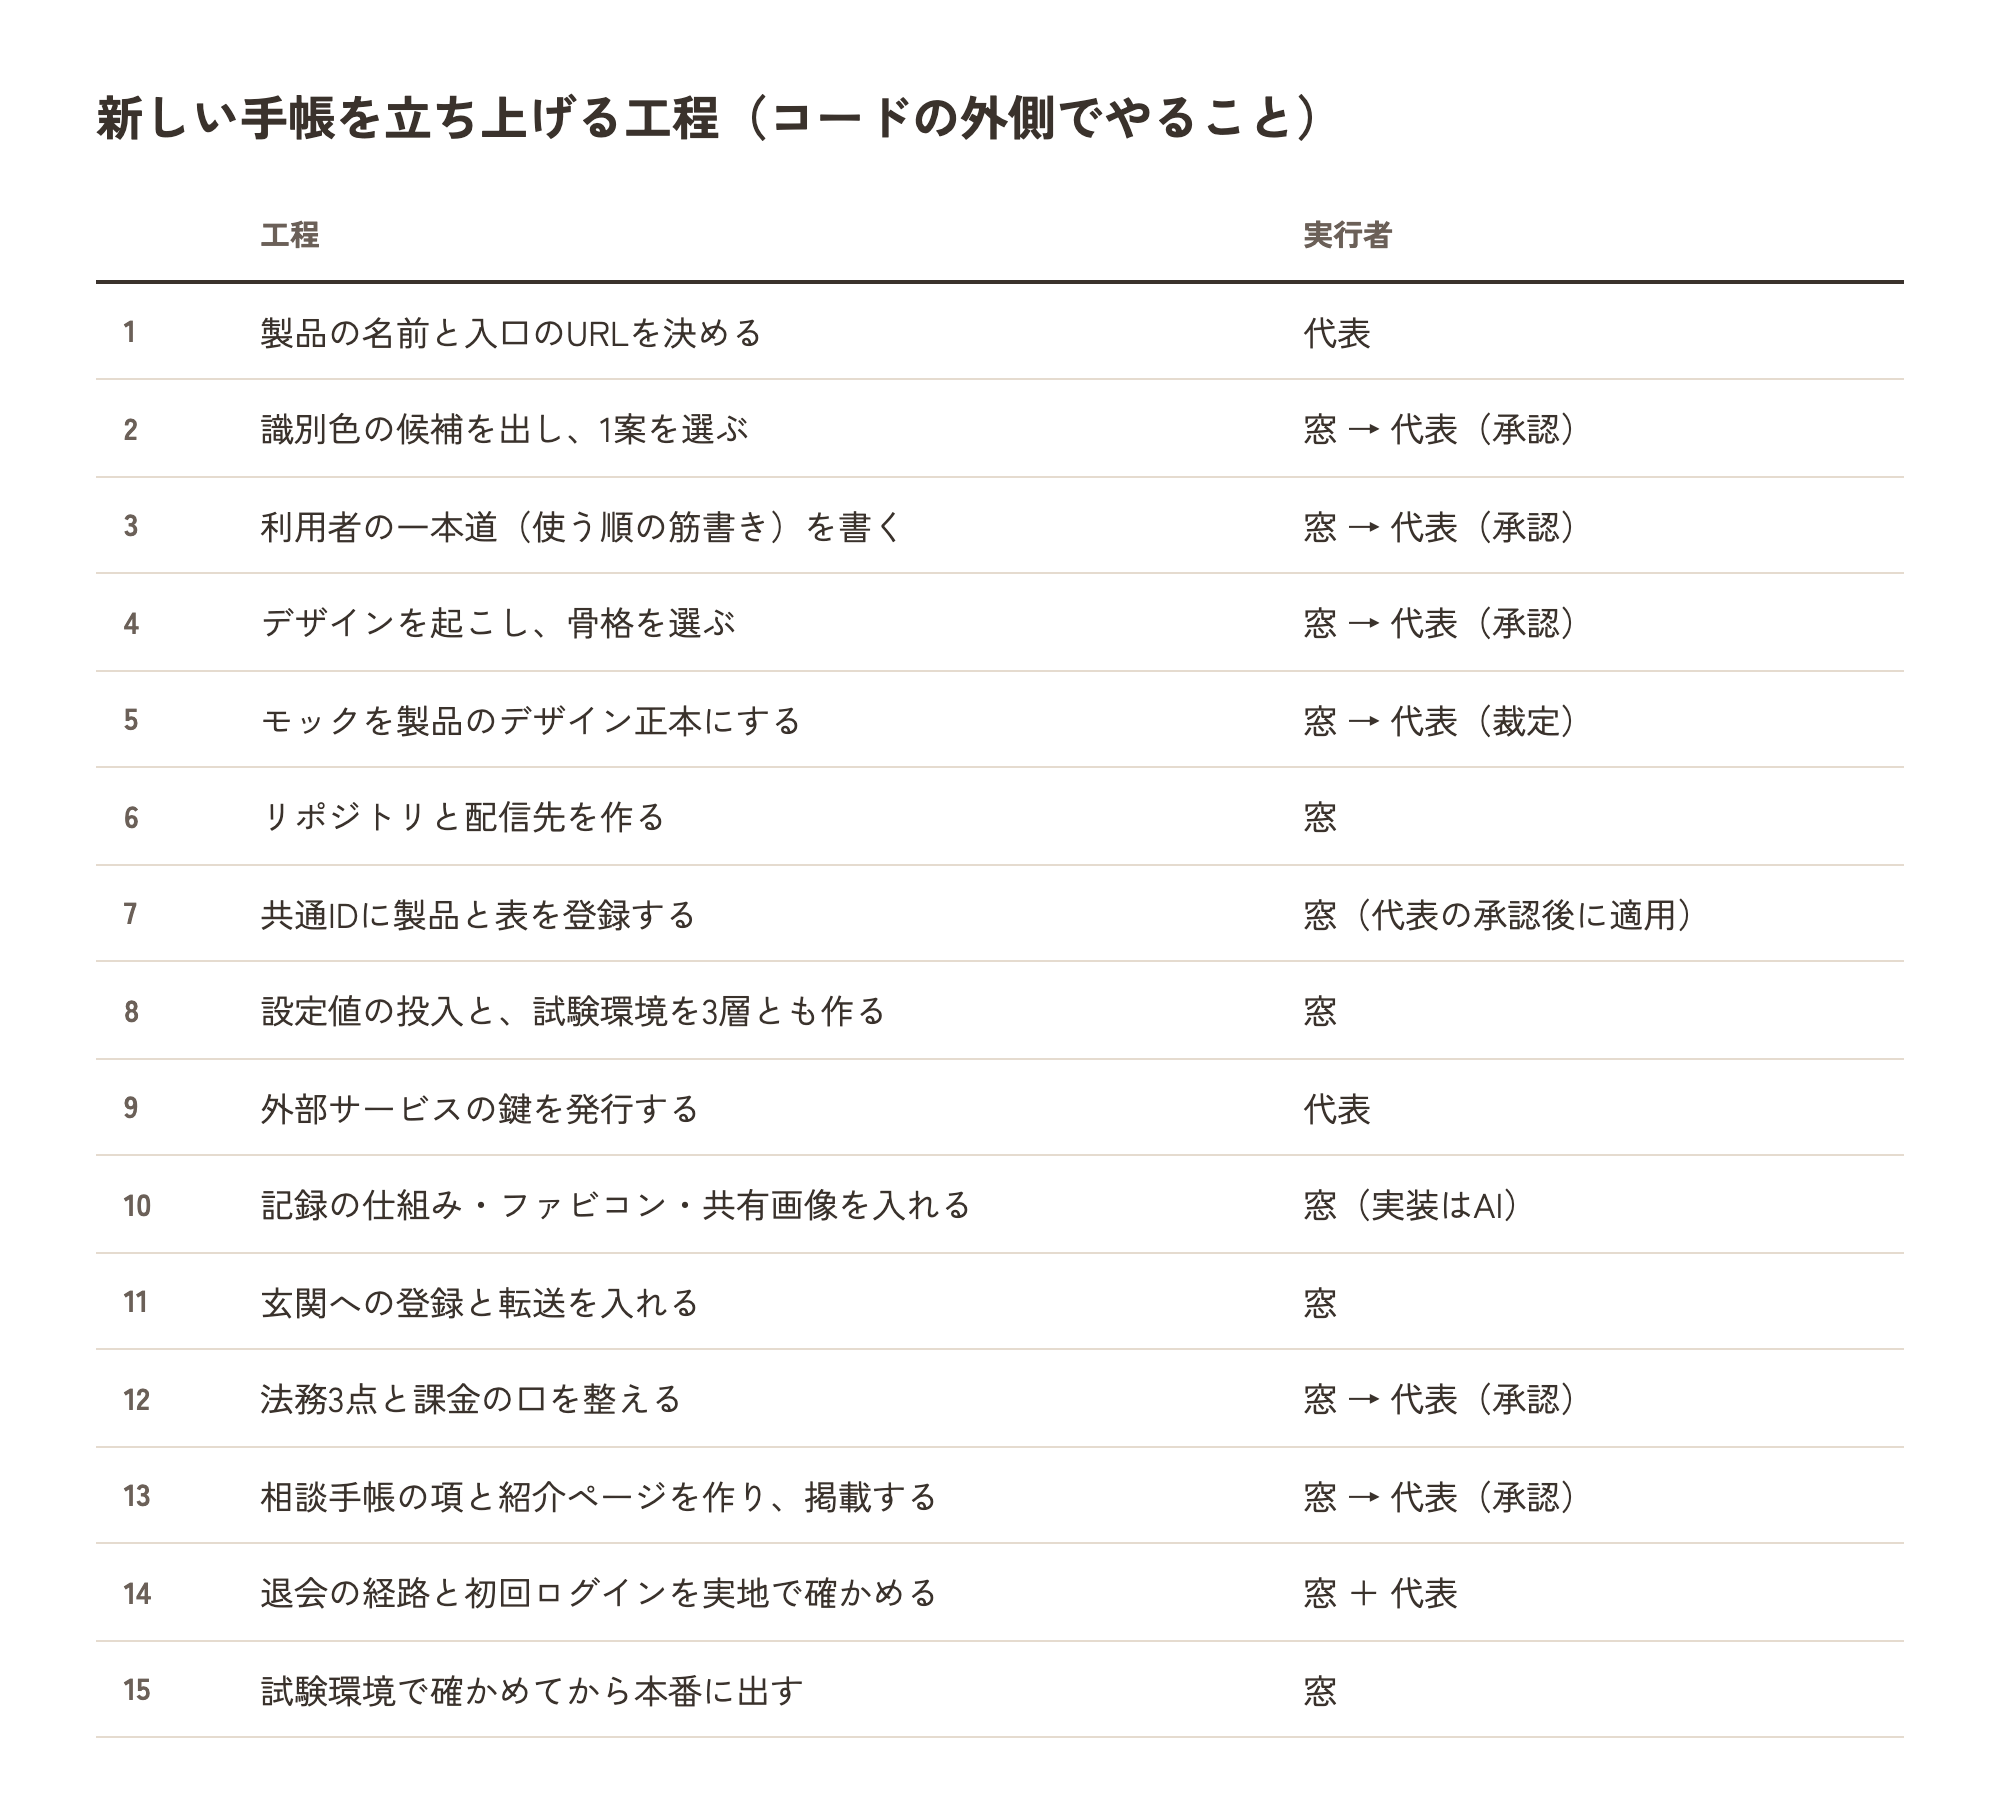 新しい手帳を立ち上げる工程（コードの外側でやること）
工程 実行者
1 製品の名前と入口のURLを決める 代表
2 識別色の候補を出し、1案を選ぶ 窓 → 代表（承認）
3 利用者の一本道（使う順の筋書き）を書く 窓 → 代表（承認）
4 デザインを起こし、骨格を選ぶ 窓 → 代表（承認）
5 モックを製品のデザイン正本にする 窓 → 代表（裁定）
6 リポジトリと配信先を作る 窓
7 共通IDに製品と表を登録する 窓（代表の承認後に適用）
8 設定値の投入と、試験環境を3層とも作る 窓
9 外部サービスの鍵を発行する 代表
10 記録の仕組み・ファビコン・共有画像を入れる 窓（実装はAI）
11 玄関への登録と転送を入れる 窓
12 法務3点と課金の口を整える 窓 → 代表（承認）
13 相談手帳の項と紹介ページを作り、掲載する 窓 → 代表（承認）
14 退会の経路と初回ログインを実地で確かめる 窓 ＋ 代表
15 試験環境で確かめてから本番に出す 窓